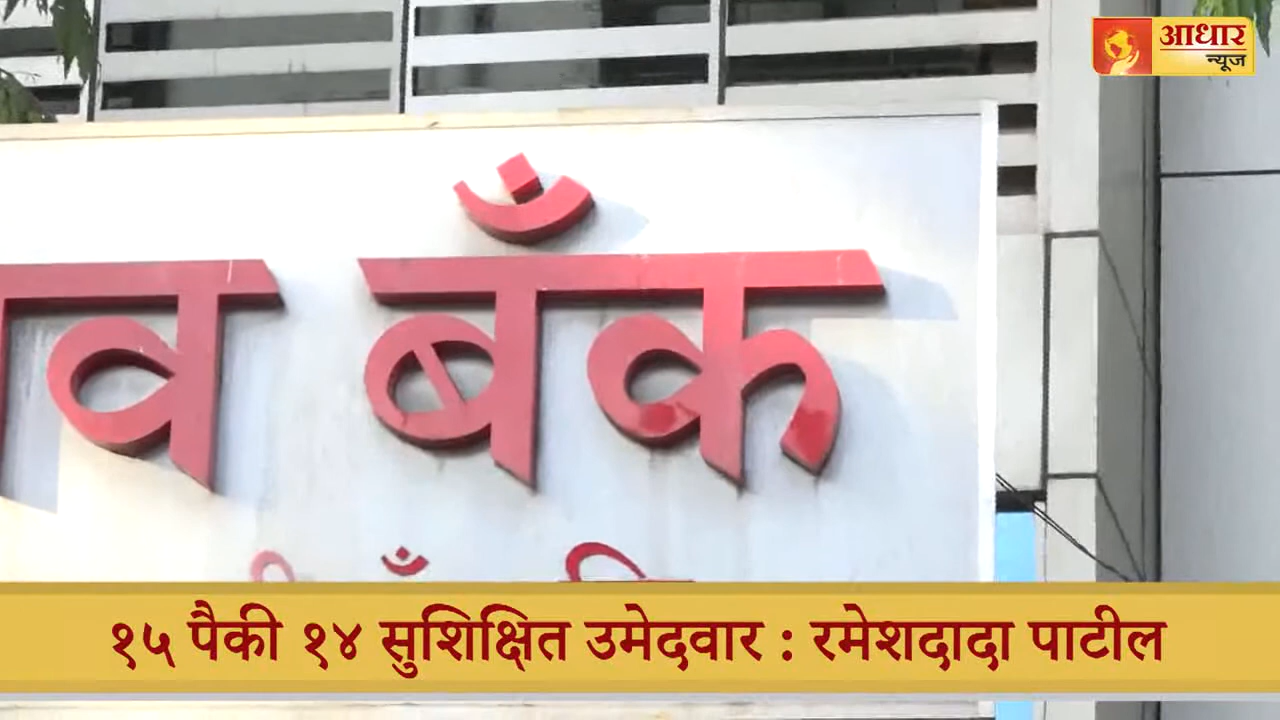 आधार
न्यूज
व बँक
१५ पैकी १४ सुशिक्षित उमेदवार : रमेशदादा पाटील